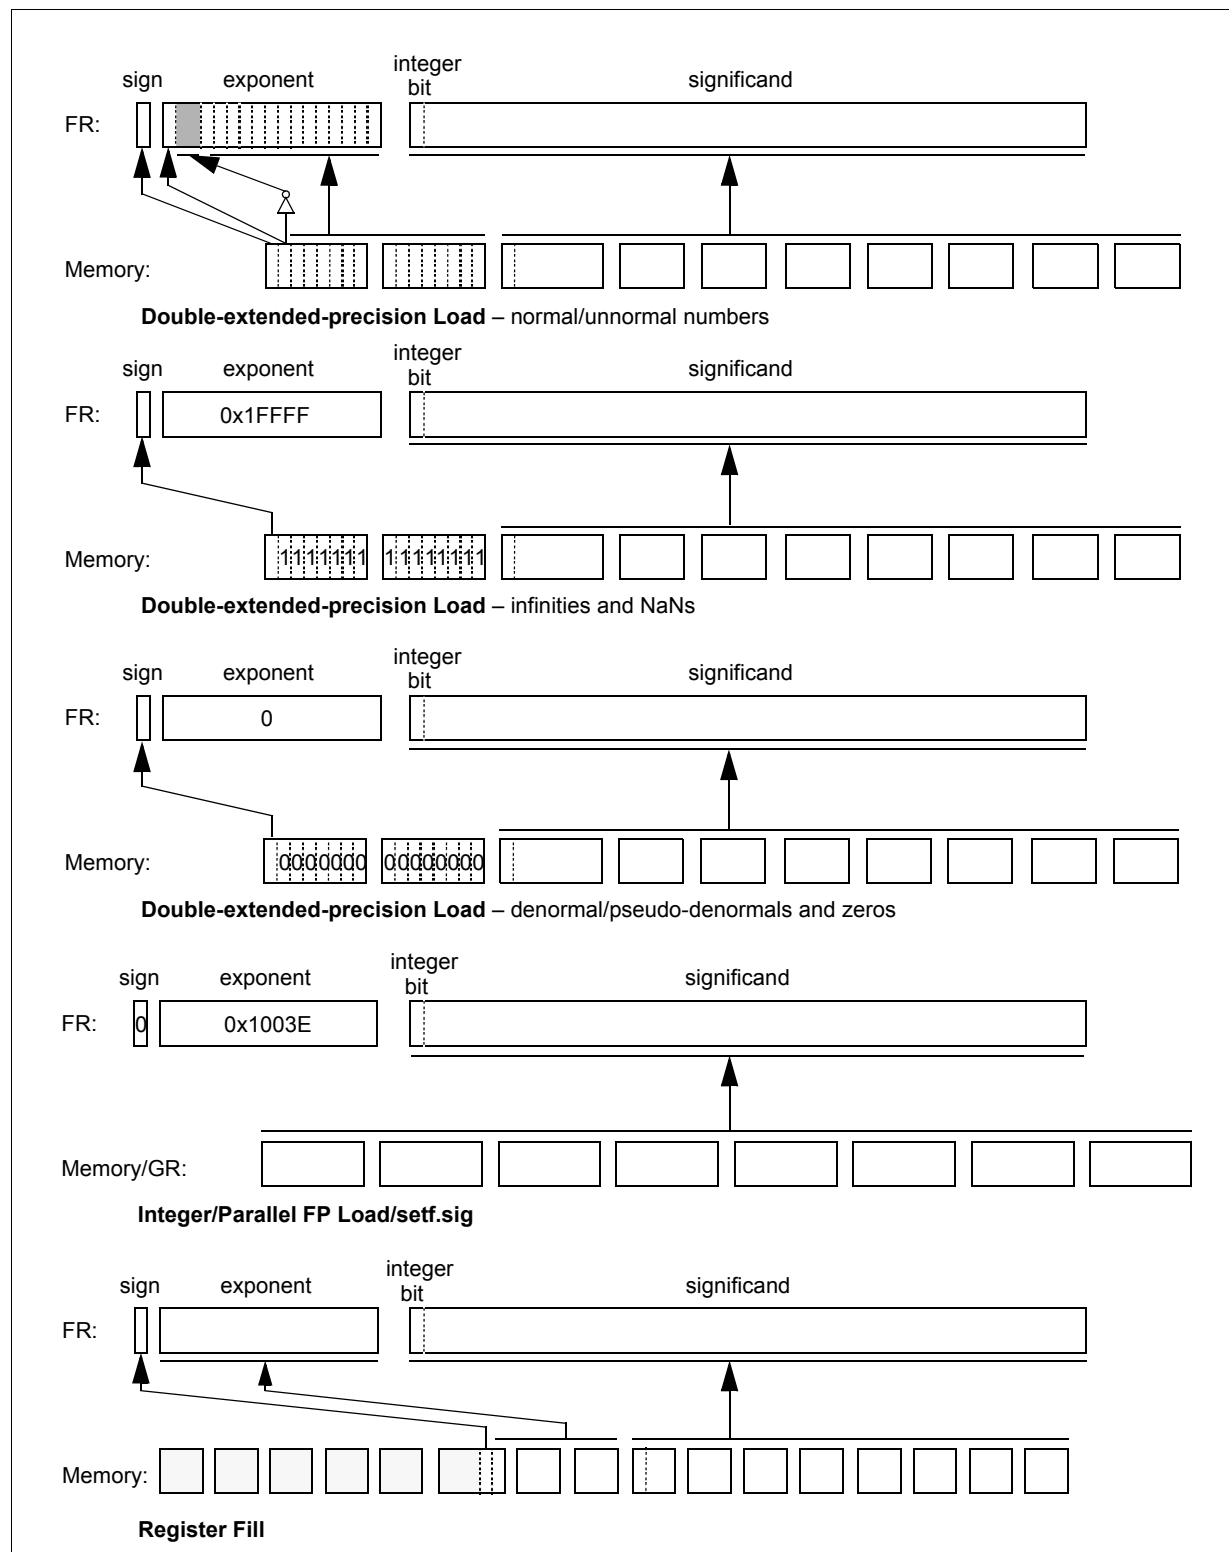 integer
sign exponent bit significand
FR:
Memory:
Double-extended-precision Load – normal/unnormal numbers
integer
sign exponent bit significand
FR: 0x1FFFF
Memory: 1111111 11111111
Double-extended-precision Load – infinities and NaNs
integer
sign exponent bit significand
FR: 0
Memory: 0000000 00000000
Double-extended-precision Load – denormal/pseudo-denormals and zeros
integer
sign exponent bit significand
FR: 0 0x1003E
Memory/GR:
Integer/Parallel FP Load/setf.sig
integer
sign exponent bit significand
FR:
Memory:
Register Fill